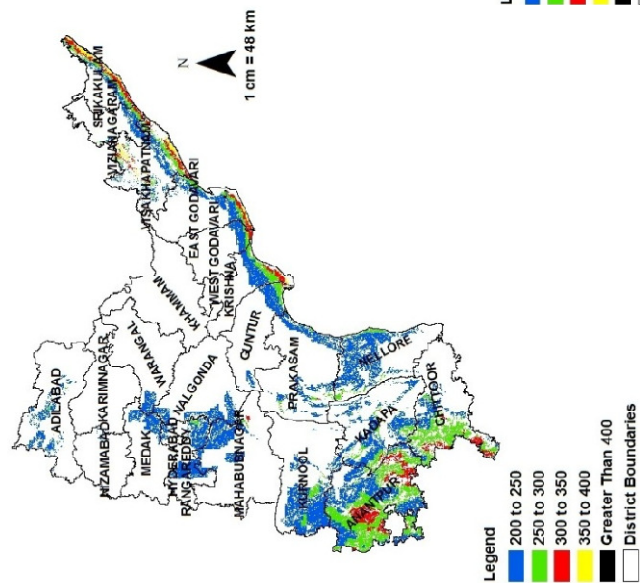 SRIKAKULAM
VIZIANAGARAM
VISAKHAPATNAM
EAST GODAVARI
WEST GODAVARI
KRISHNA
KHAMMAM
WARANGAL
ADILABAD
NIZAMABAD
KARIMNAGAR
MEDAK
HYDERABAD
RANGAREDDY
NALGONDA
MAHABUBNAGAR
GUNTUR
PRAKASAM
KURNOOL
NELLORE
KADAPA
CHITTOOR
ANANTPUR
N
1 cm = 48 km
Legend
200 to 250
250 to 300
300 to 350
350 to 400
Greater Than 400
District Boundaries